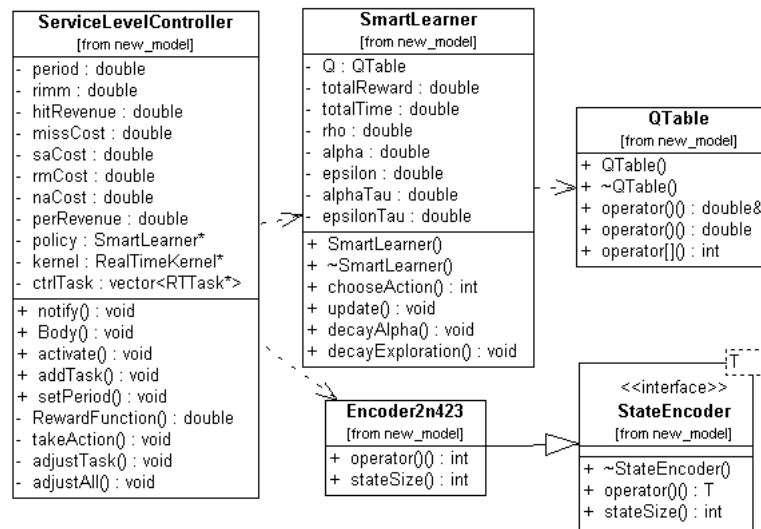 ServiceLevelController
[from new_model]
- period : double
- rimm : double
- hitRevenue : double
- missCost : double
- saCost : double
- rmCost : double
- naCost : double
- perRevenue : double
- policy : SmartLearner*
- kernel : RealTimeKernel*
- ctrlTask : vector<RTTask*>
+ notify() : void
+ Body() : void
+ activate() : void
+ addTask() : void
+ setPeriod() : void
- RewardFunction() : double
- takeAction() : void
- adjustTask() : void
- adjustAll() : void
SmartLearner
[from new_model]
- Q : QTable
- totalReward : double
- totalTime : double
- rho : double
- alpha : double
- epsilon : double
- alphaTau : double
- epsilonTau : double
+ SmartLearner()
+ ~SmartLearner()
+ chooseAction() : int
+ update() : void
+ decayAlpha() : void
+ decayExploration() : void
QTable
[from new_model]
+ QTable()
+ ~QTable()
+ operator()() : double&
+ operator()() : double
+ operator[]() : int
Encoder2n423
[from new_model]
+ operator()() : int
+ stateSize() : int
T
<<interface>>
StateEncoder
[from new_model]
+ ~StateEncoder()
+ operator()() : T
+ stateSize() : int